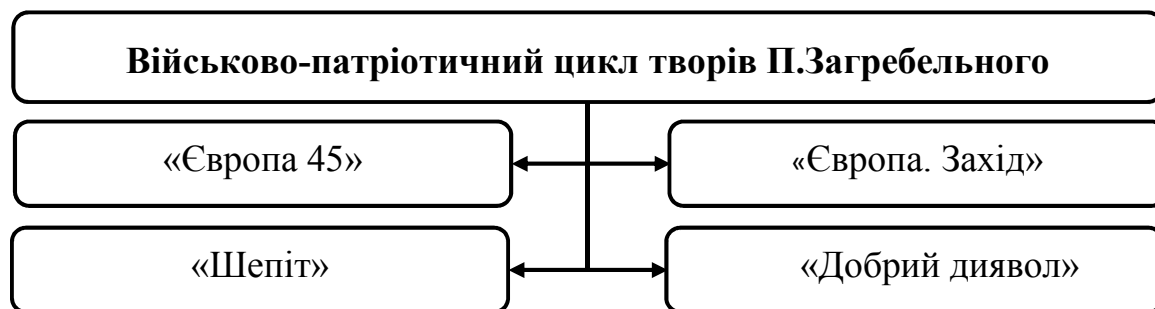 Військово-патріотичний цикл творів П.Загребельного
«Європа 45»
«Європа. Захід»
«Шепіт»
«Добрий диявол»